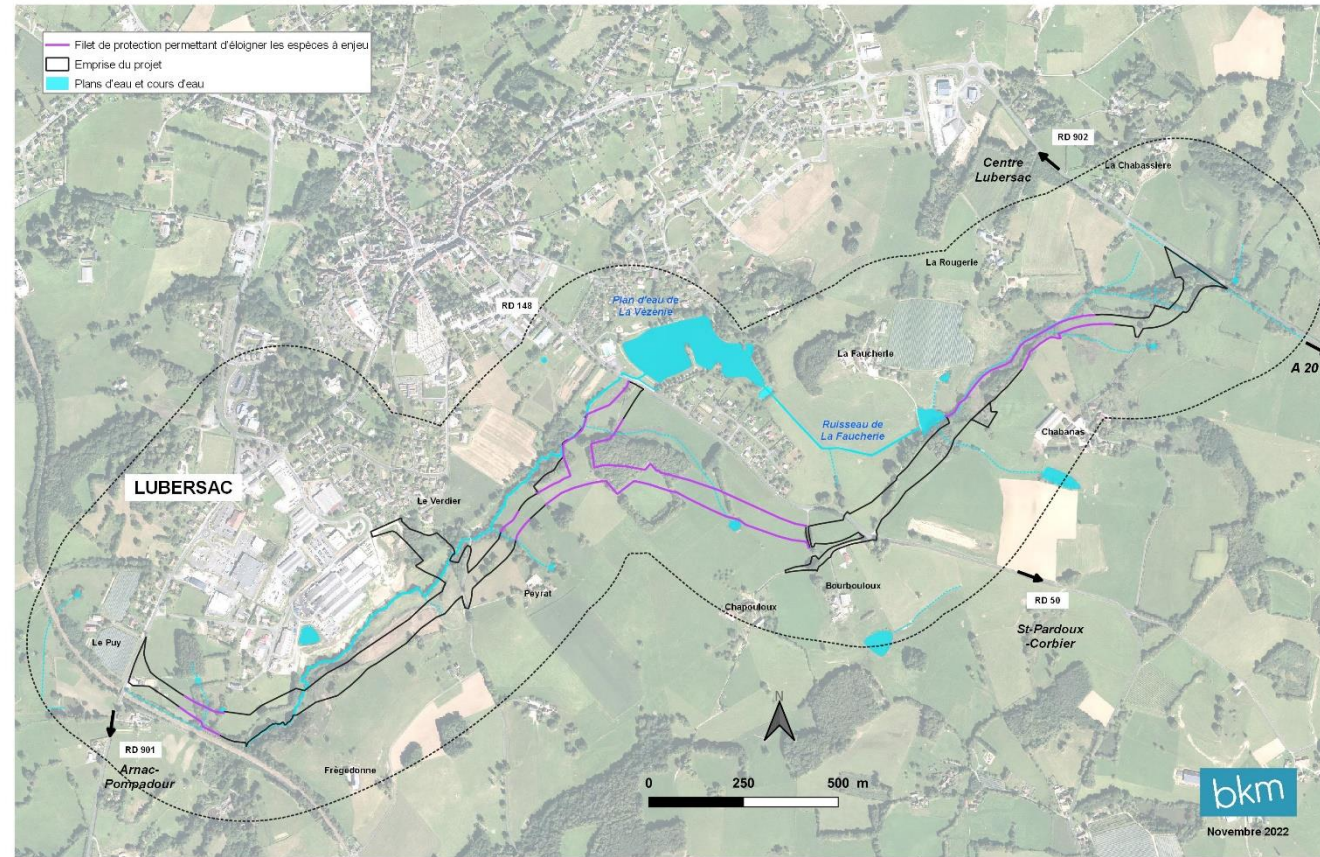 Filet de protection permettant d'éloigner les espèces à enjeu
Emprise du projet
Plans d'eau et cours d'eau
RD 902
Centre
Lubersac
La Chabassière
La Rougerie
RD 148
Plan d'eau de
La Vézénie
La Faucherie
A 20
Ruisseau de
La Faucherie
Chabanas
LUBERSAC
Le Verdier
Peyrat
Bourbouloux
Chapouloux
RD 50
St-Pardoux
-Corbier
Le Puy
RD 901
Arnac-
Pompadour
Frégedonne
N
0 250 500 m
bkm
Novembre 2022